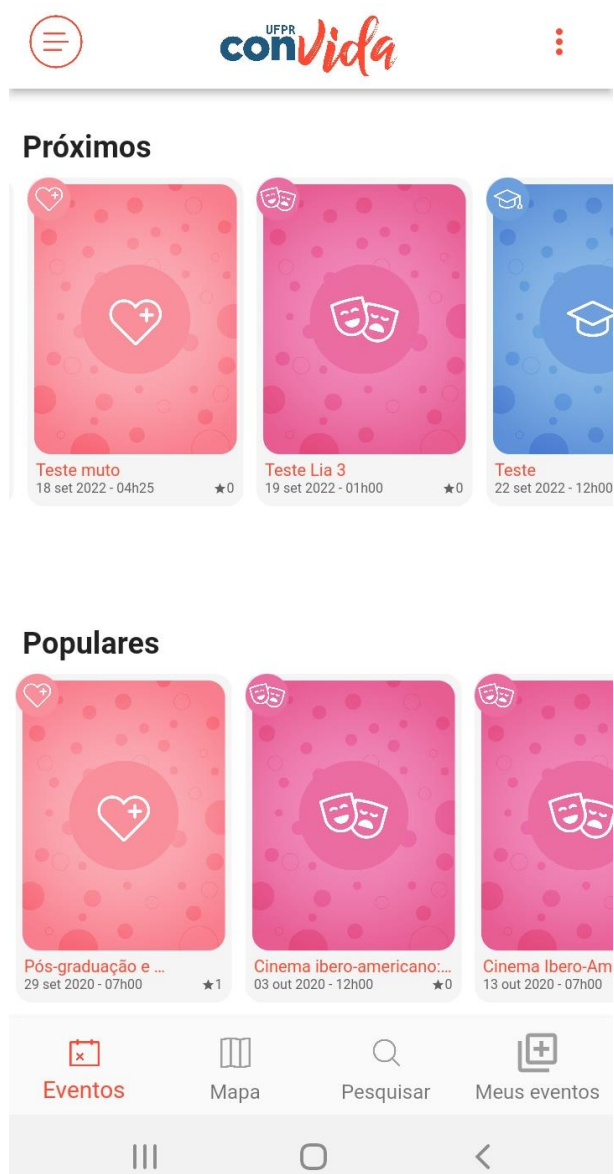 UFPR
conVida
Próximos
Teste muto
18 set 2022 - 04h25 ★0
Teste Lia 3
19 set 2022 - 01h00 ★0
Teste
22 set 2022 - 12h00
Populares
Pós-graduação e ...
29 set 2020 - 07h00 ★1
Cinema ibero-americano:...
03 out 2020 - 12h00 ★0
Cinema Ibero-Am
13 out 2020 - 07h00
Eventos
Mapa
Pesquisar
Meus eventos